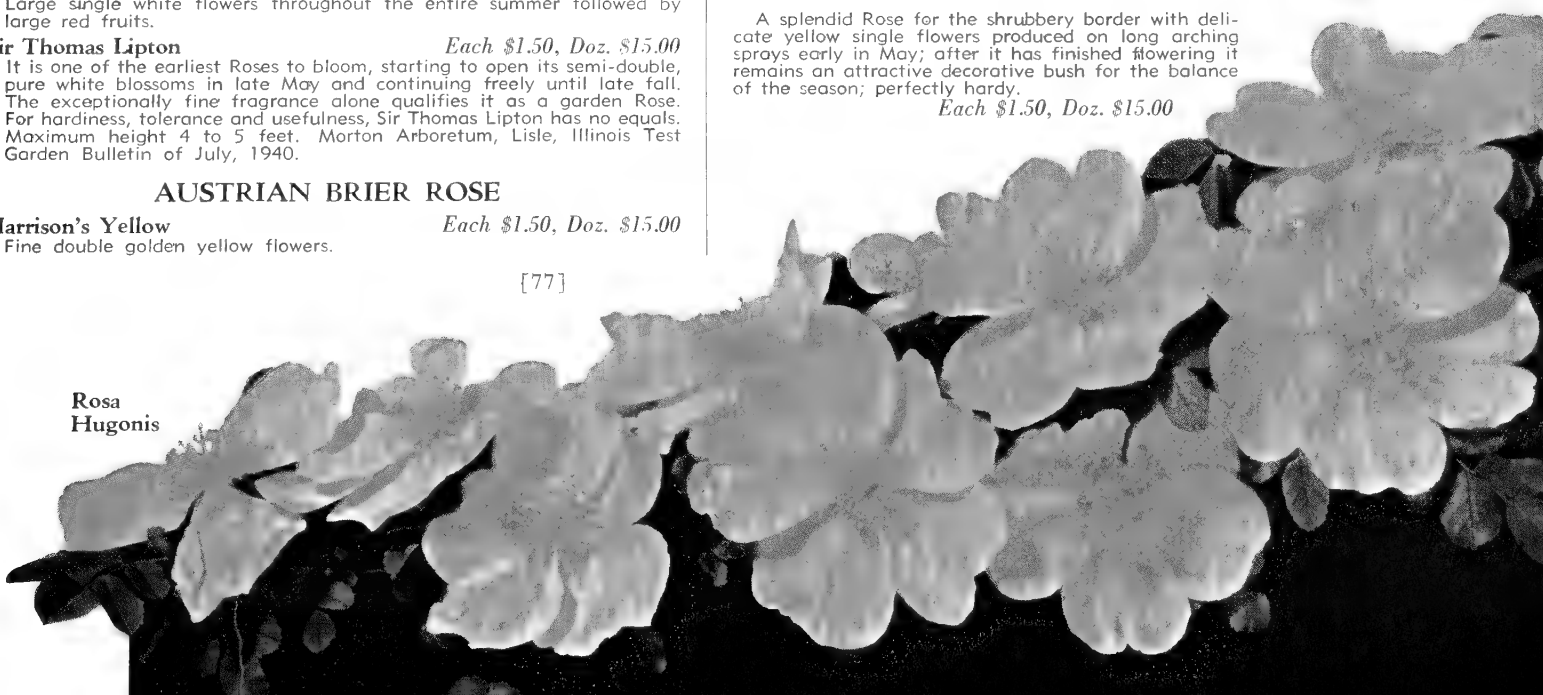 Large single white flowers throughout the entire summer followed by
large red fruits.
ir Thomas Lipton Each $1.50, Doz. $15.00
It is one of the earliest Roses to bloom, starting to open its semi-double,
pure white blossoms in late May and continuing freely until late fall.
The exceptionally fine fragrance alone qualifies it as a garden Rose.
For hardiness, tolerance and usefulness, Sir Thomas Lipton has no equals.
Maximum height 4 to 5 feet. Morton Arboretum, Lisle, Illinois Test
Garden Bulletin of July, 1940.
AUSTRIAN BRIER ROSE
arrison's Yellow Each $1.50, Doz. $15.00
Fine double golden yellow flowers.
A splendid Rose for the shrubbery border with deli-
cate yellow single flowers produced on long arching
sprays early in May; after it has finished flowering it
remains an attractive decorative bush for the balance
of the season; perfectly hardy.
Each $1.50, Doz. $15.00
[77]
Rosa
Hugonis